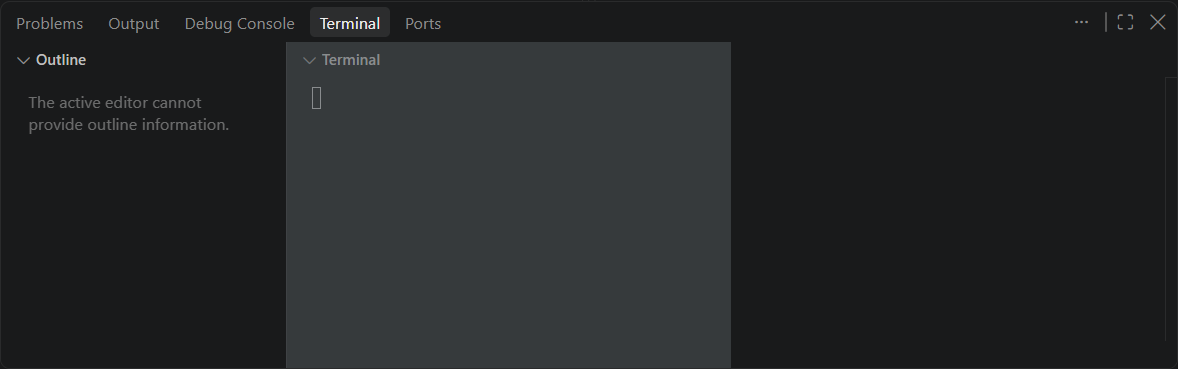 Problems Output Debug Console Terminal Ports
Outline
The active editor cannot
provide outline information.
Terminal